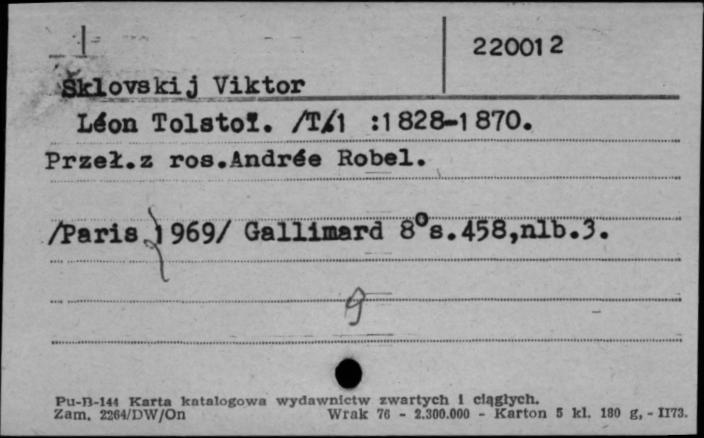 220012
Šklovskij Viktor
Léon Tolstoï. /T/1 :1828-1870.
Przeł.z ros.Andrée Robel.
/Paris 1969/ Gallimard 8°s.458,nlb.3.
9
Pu-B-144 Karta katalogowa wydawnictw zwartych i ciągłych.
Zam. 2264/DW/On Wrak 76 - 2.300.000 - Karton 5 kl. 180 g, - II73.